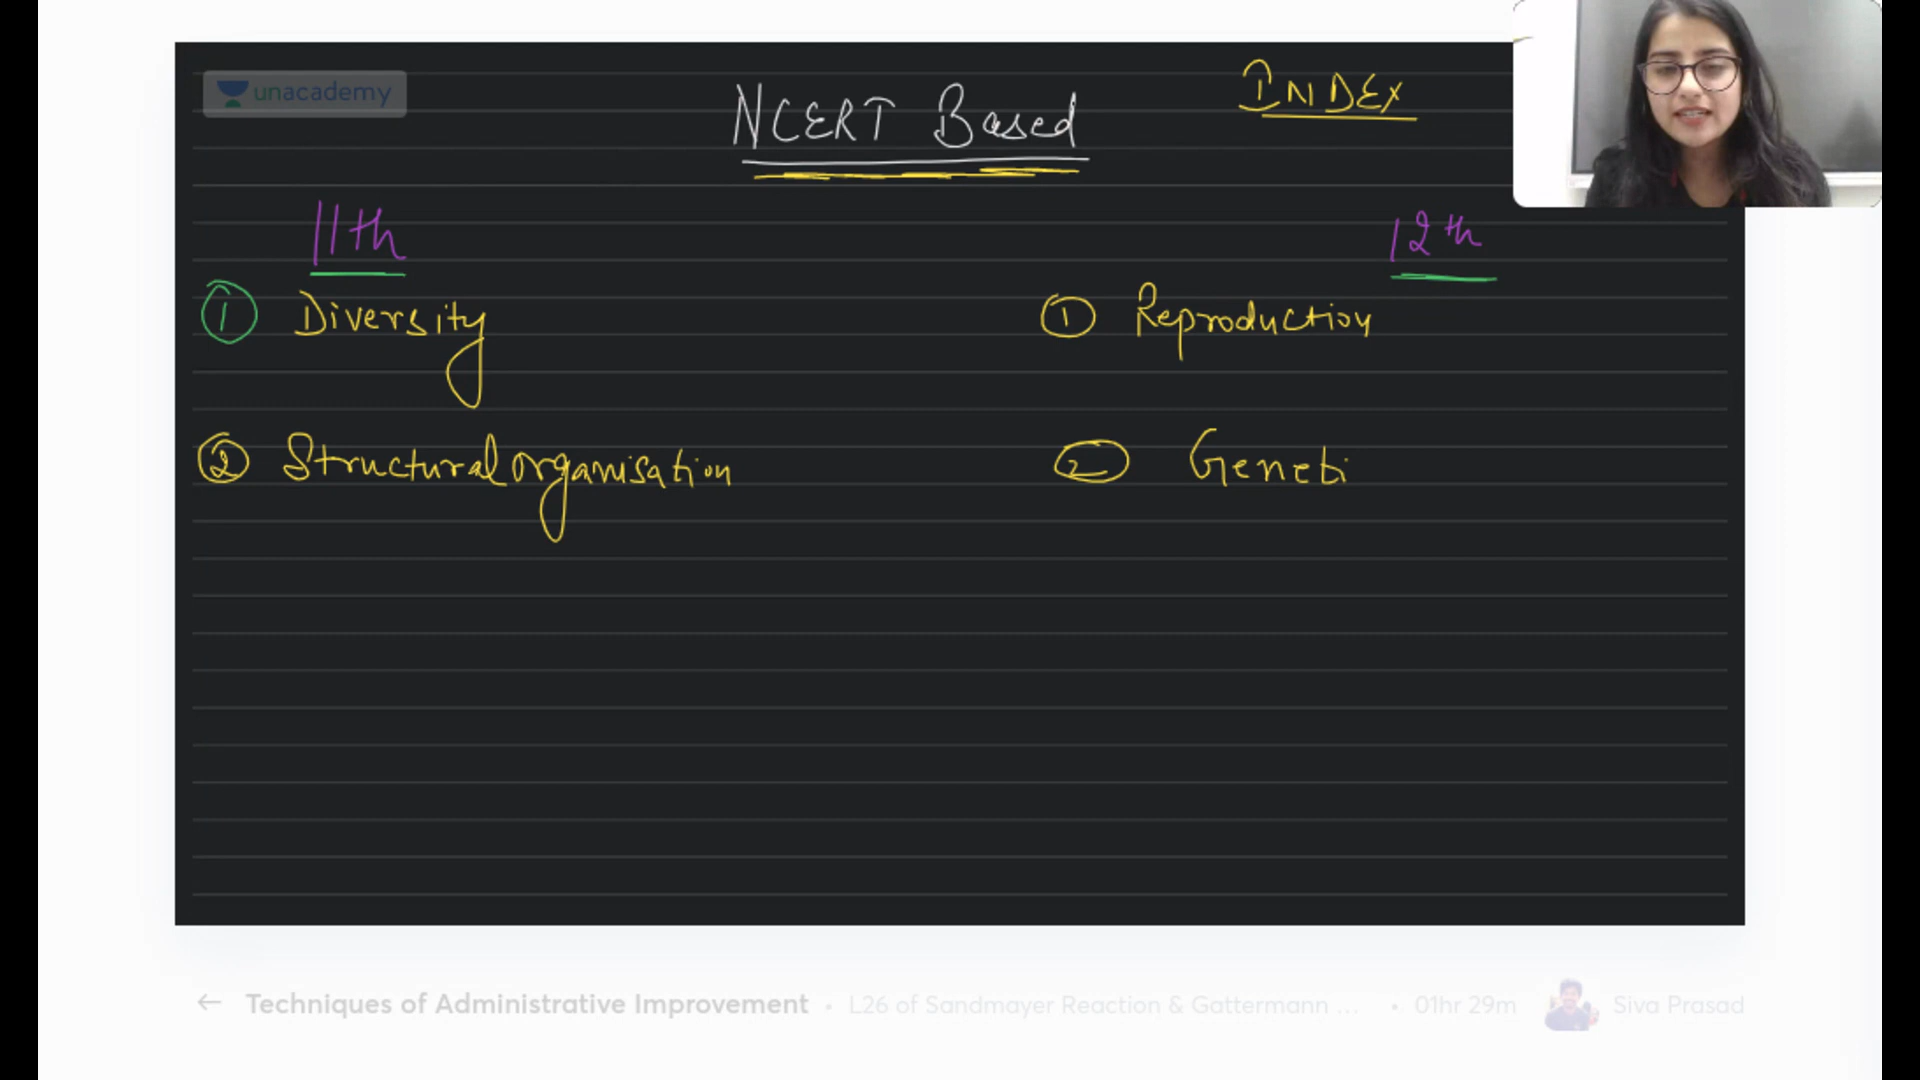 unacademy
NCERT Based
INDEX
11th
12th
① Diversity
① Reproduction
② Structural organisation
② Geneti
← Techniques of Administrative Improvement • L26 of Sandmayer Reaction & Gattermann ... • 01hr 29m Siva Prasad